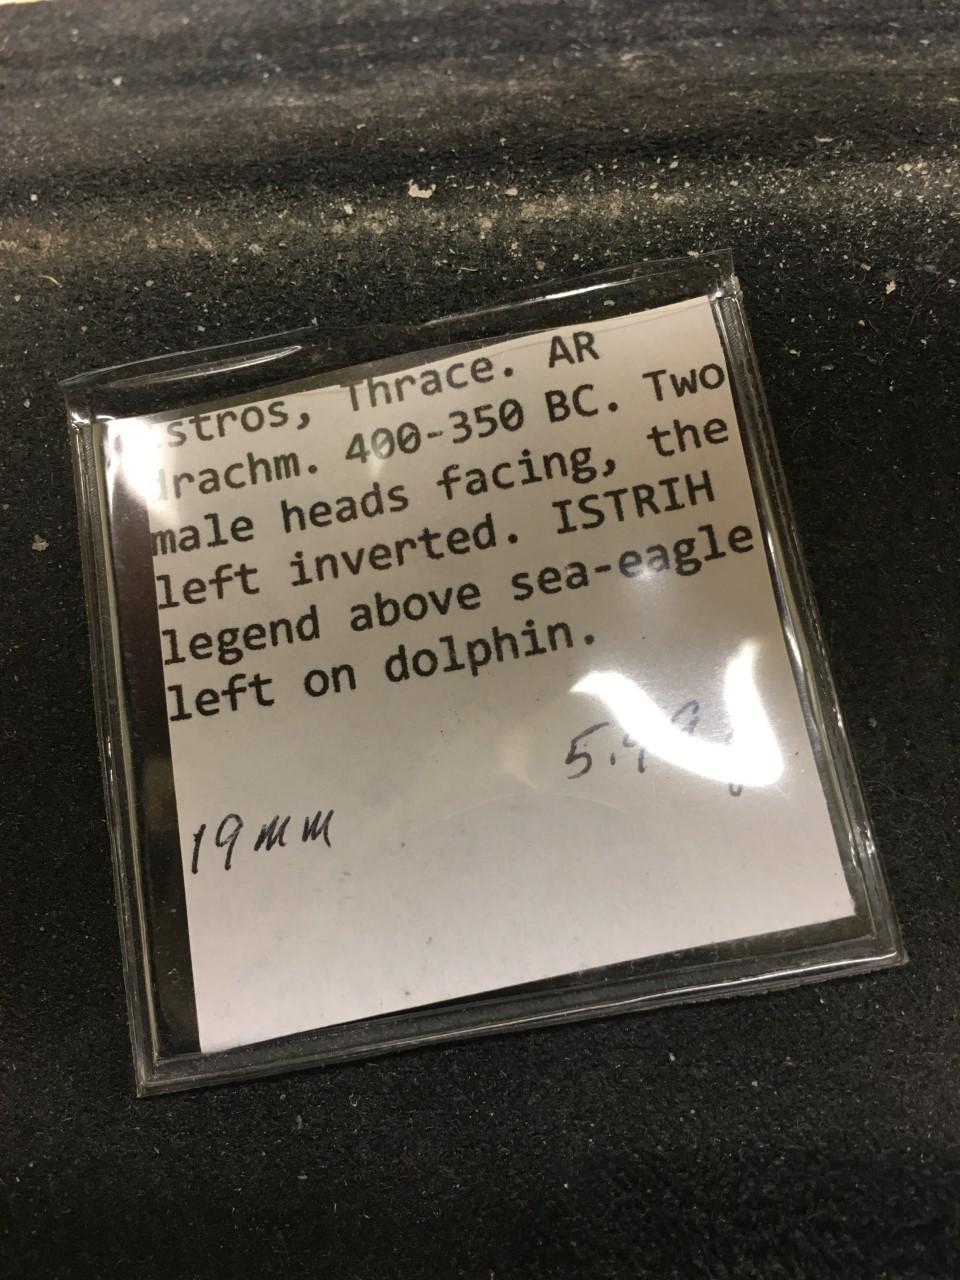 stros, Thrace. AR
drachm. 400-350 BC. Two
male heads facing, the
left inverted. ISTRIH
legend above sea-eagle
left on dolphin.
19mm